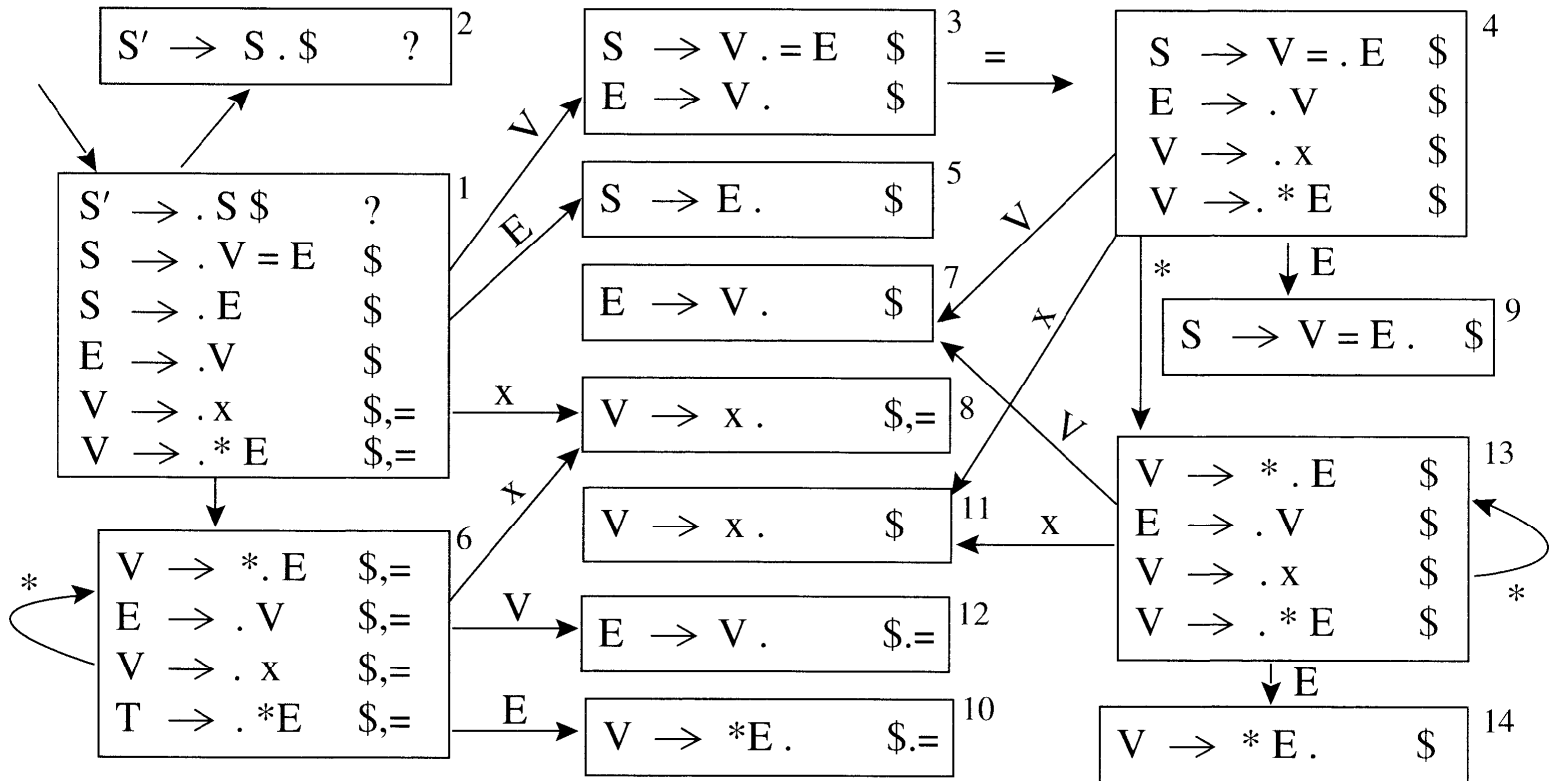 2
S' → S . $ ?
1
S' → . S $ ?
S → . V = E $
S → . E $
E → .V $
V → . x $,=
V → . * E $,=
V
E
x
3
S → V . = E $
E → V . $
=
4
S → V = . E $
E → . V $
V → . x $
V → . * E $
5
S → E . $
V
x
*
E
7
E → V . $
9
S → V = E . $
8
V → x . $,=
V
11
V → x . $
x
13
V → * . E $
E → . V $
V → . x $
V → . * E $
*
E
6
V → *. E $,=
E → . V $,=
V → . x $,=
T → . *E $,=
*
x
V
E
12
E → V . $.=
10
V → *E . $.=
14
V → * E . $